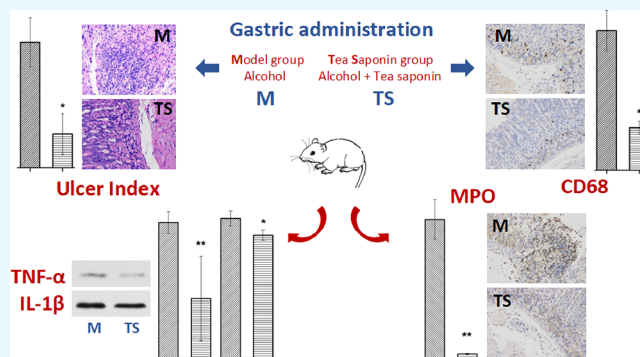 Gastric administration
Model group
Alcohol
M
Tea Saponin group
Alcohol + Tea saponin
TS
*
M
TS
Ulcer Index
M
TS
*
CD68
TNF-α
IL-1β
M TS
**
*
MPO
M
TS
**